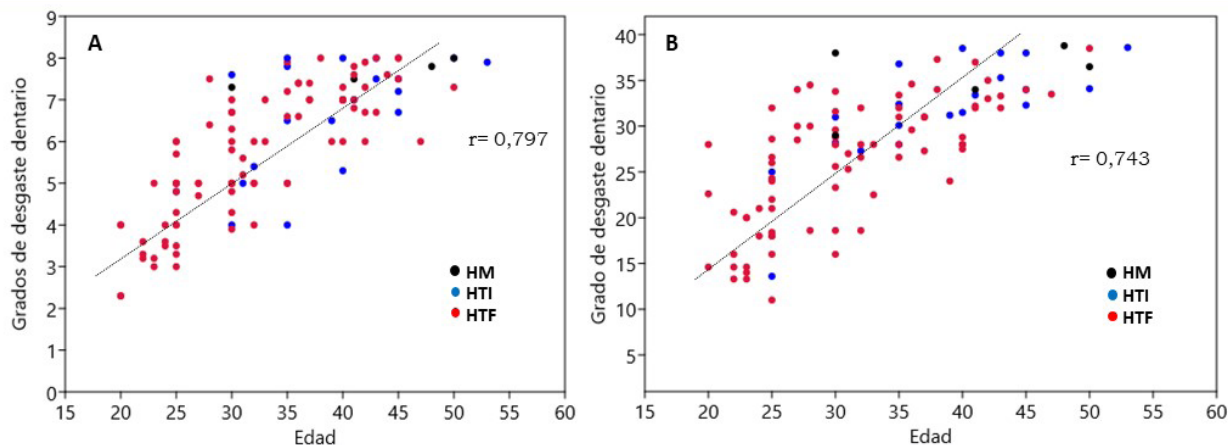 A
Grados de desgaste dentario
9
8
7
6
5
4
3
2
1
0
r= 0,797
HM
HTI
HTF
15 20 25 30 35 40 45 50 55 60
Edad
B
Grado de desgaste dentario
40
35
30
25
20
15
10
5
r= 0,743
HM
HTI
HTF
15 20 25 30 35 40 45 50 55 60
Edad